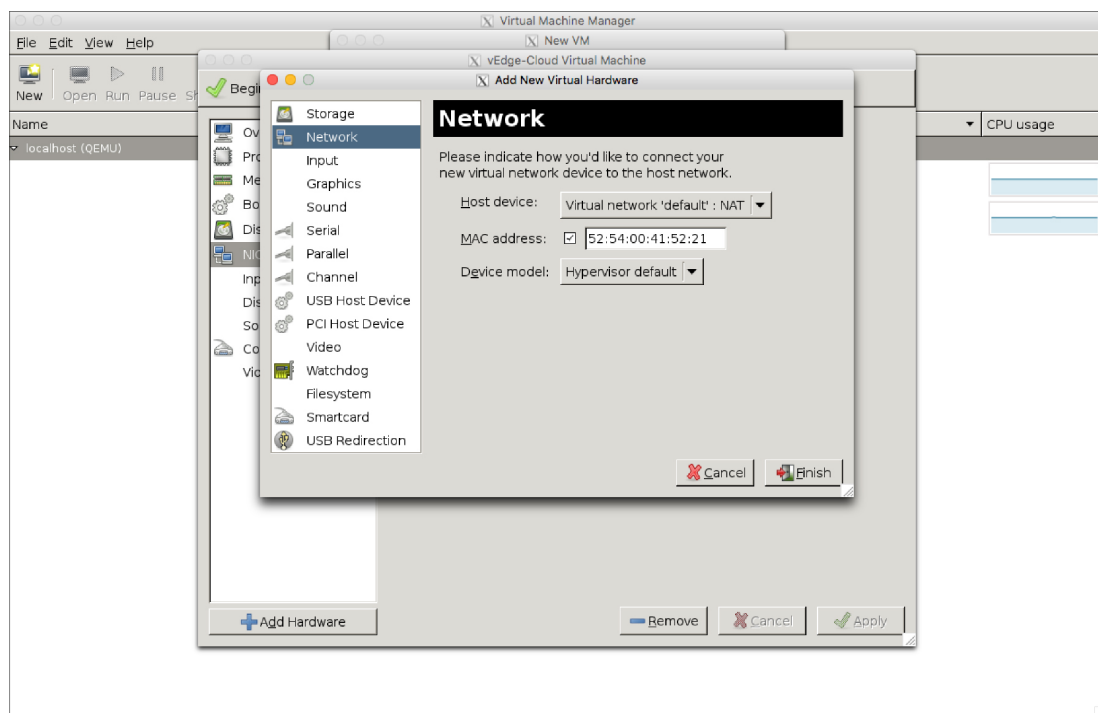 Virtual Machine Manager
File Edit View Help
New VM
vEdge-Cloud Virtual Machine
Add New Virtual Hardware
New Open Run Pause
Name
CPU usage
localhost (QEMU)
Storage
Network
Input
Graphics
Sound
Serial
Parallel
Channel
USB Host Device
PCI Host Device
Video
Watchdog
Filesystem
Smartcard
USB Redirection
Network
Please indicate how you'd like to connect your
new virtual network device to the host network.
Host device: Virtual network 'default' : NAT
MAC address: 52:54:00:41:52:21
Device model: Hypervisor default
Cancel Finish
Add Hardware
Remove Cancel Apply